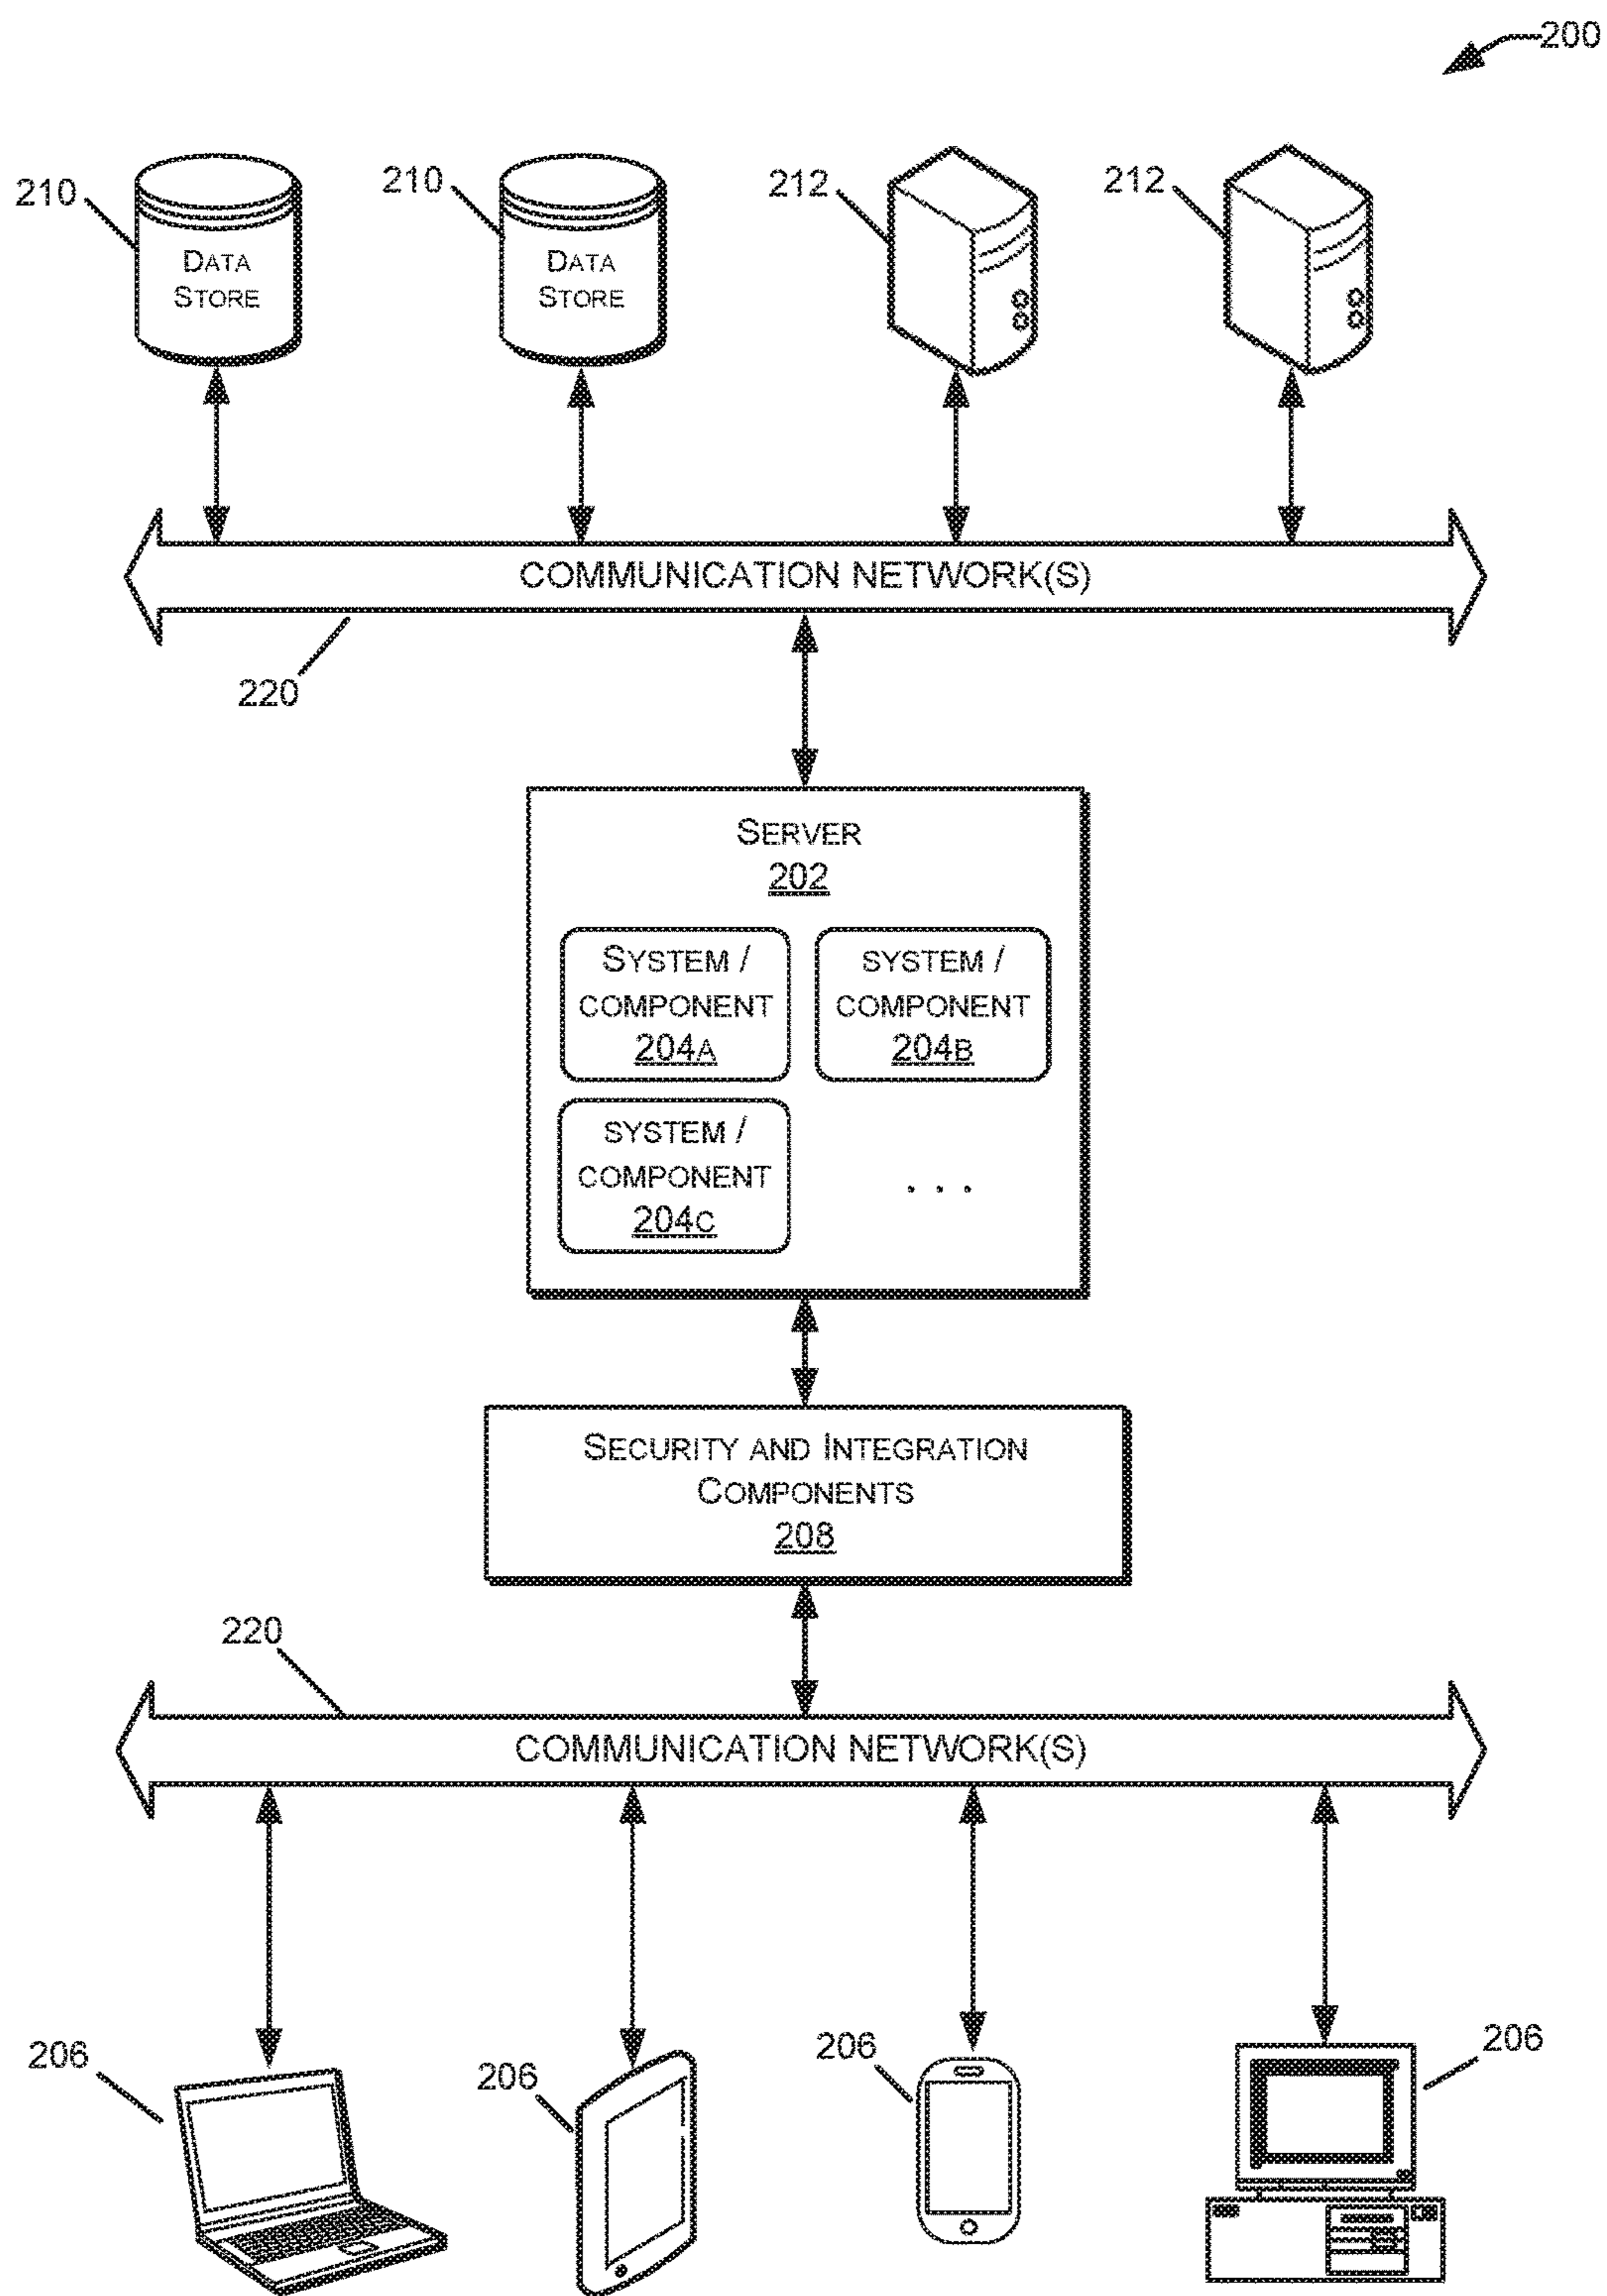 200
210
210
212
212
DATA
STORE
DATA
STORE
COMMUNICATION NETWORK(S)
220
SERVER
202
SYSTEM /
COMPONENT
204A
SYSTEM /
COMPONENT
204B
SYSTEM /
COMPONENT
204C
. . .
SECURITY AND INTEGRATION
COMPONENTS
208
220
COMMUNICATION NETWORK(S)
206
206
206
206